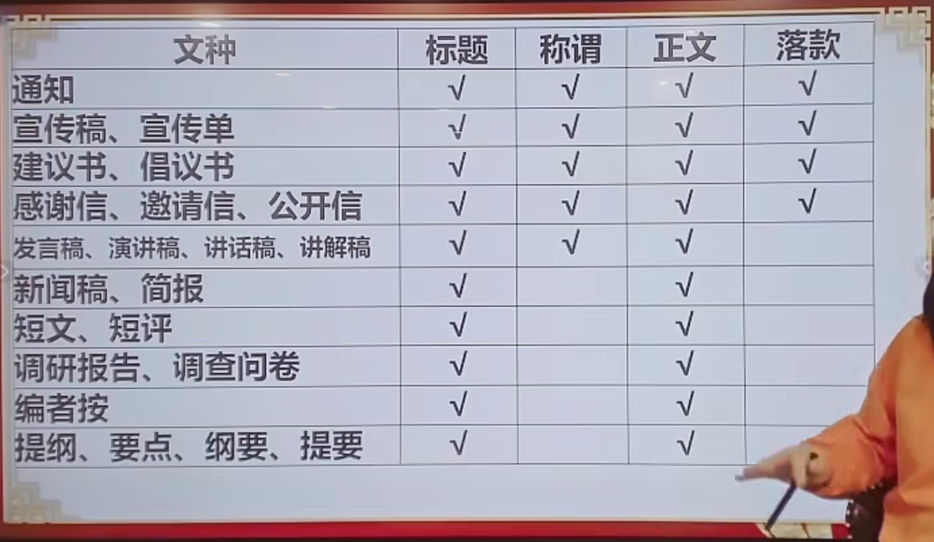 文种 标题 称谓 正文 落款
通知 √ √ √ √
宣传稿、宣传单 √ √ √ √
建议书、倡议书 √ √ √ √
感谢信、邀请信、公开信 √ √ √ √
发言稿、演讲稿、讲话稿、讲解稿 √ √ √
新闻稿、简报 √ √
短文、短评 √ √
调研报告、调查问卷 √ √
编者按 √ √
提纲、要点、纲要、提要 √ √